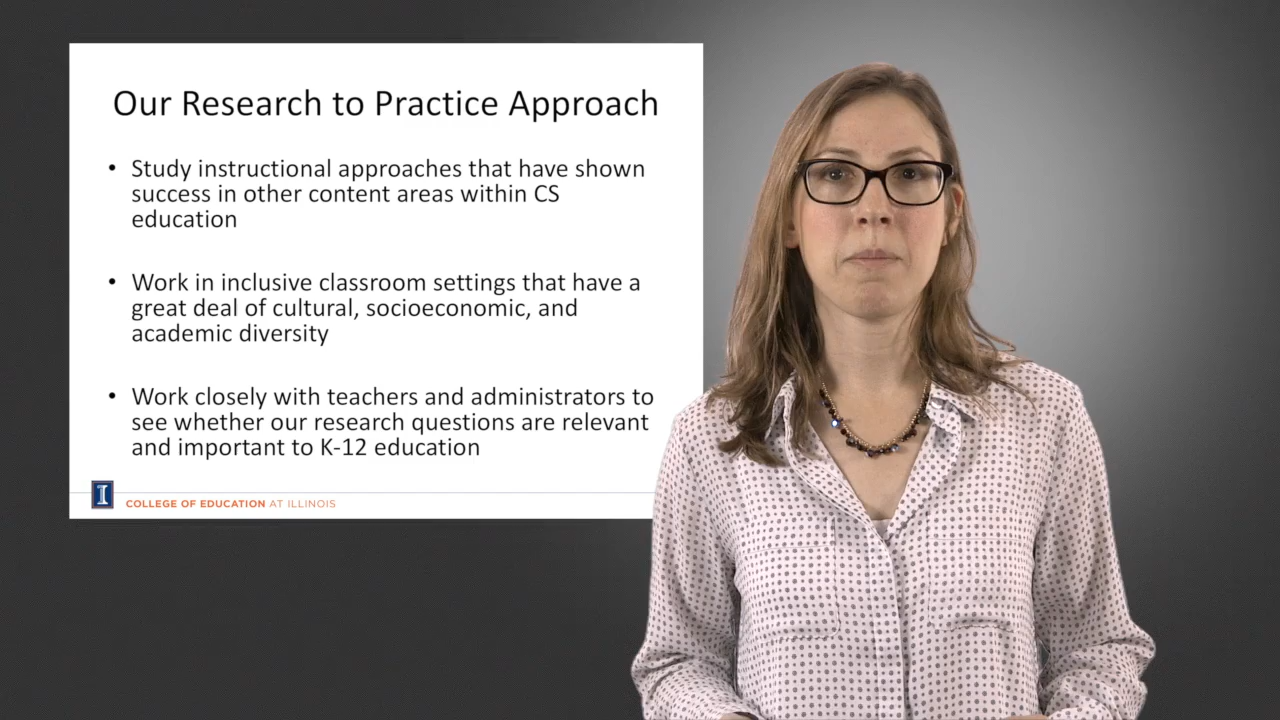 Our Research to Practice Approach
• Study instructional approaches that have shown
success in other content areas within CS
education
• Work in inclusive classroom settings that have a
great deal of cultural, socioeconomic, and
academic diversity
• Work closely with teachers and administrators to
see whether our research questions are relevant
and important to K-12 education
I COLLEGE OF EDUCATION AT ILLINOIS